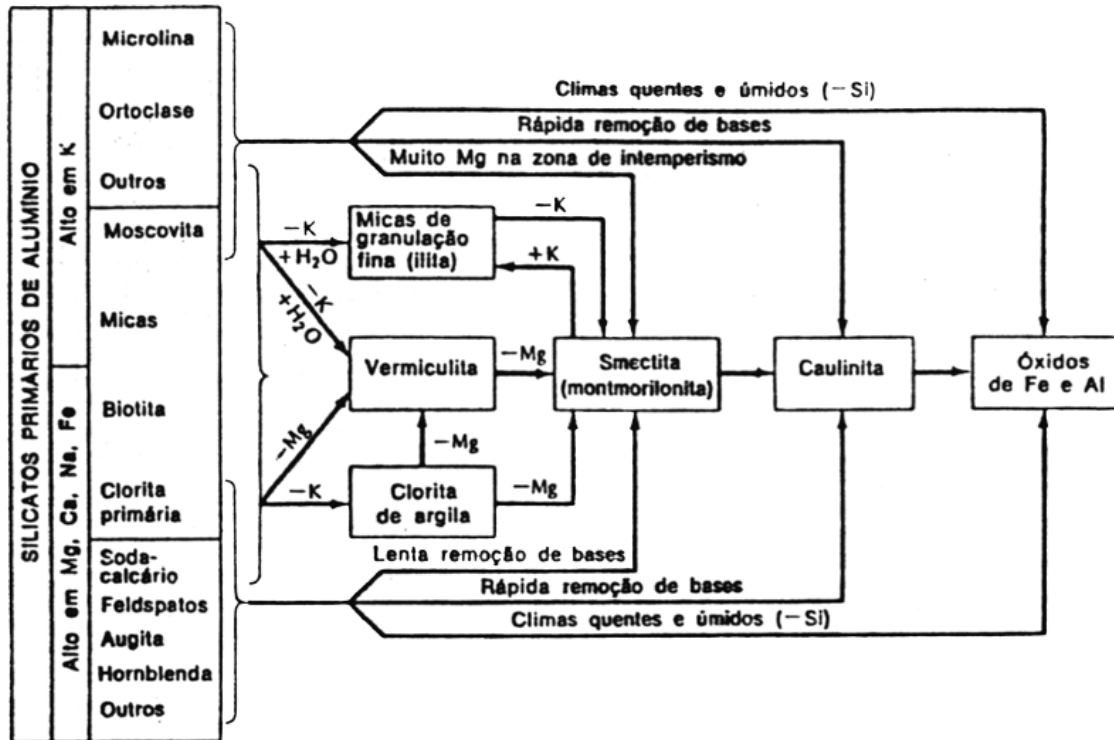 SILICATOS PRIMÁRIOS DE ALUMÍNIO
Alto em K
Alto em Mg, Ca, Na, Fe
Microlina
Ortoclase
Outros
Moscovita
Micas
Biotita
Clorita
primária
Soda-
calcário
Feldspatos
Augita
Hornblenda
Outros
Climas quentes e úmidos (−Si)
Rápida remoção de bases
Muito Mg na zona de intemperismo
−K
+H₂O
−K
+H₂O
Micas de
granulação
fina (ilita)
−K
+K
Vermiculita
−Mg
Smectita
(montmorilonita)
Caulinita
Óxidos
de Fe e Al
−Mg
−Mg
−K
Clorita
de argila
−Mg
Lenta remoção de bases
Rápida remoção de bases
Climas quentes e úmidos (−Si)